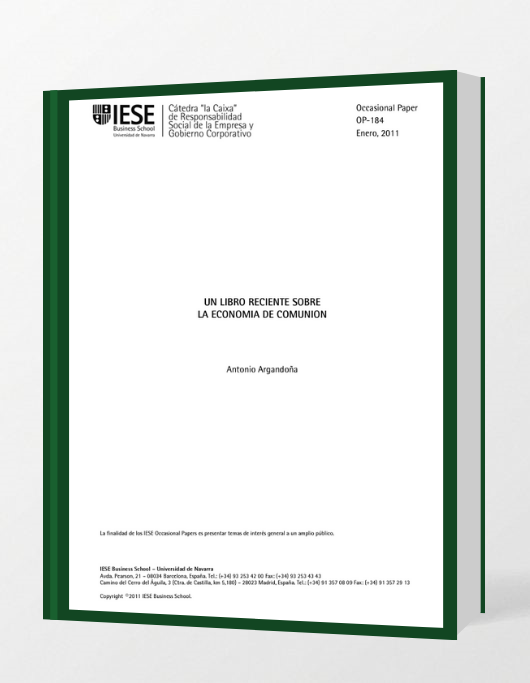 IESE
Business School
Universidad de Navarra
Cátedra "la Caixa"
de Responsabilidad
Social de la Empresa y
Gobierno Corporativo
Occasional Paper
OP-184
Enero, 2011
UN LIBRO RECIENTE SOBRE
LA ECONOMIA DE COMUNION
Antonio Argandoña
La finalidad de los IESE Occasional Papers es presentar temas de interés general a un amplio público.
IESE Business School – Universidad de Navarra
Avda. Pearson, 21 – 08034 Barcelona, España. Tel.: (+34) 93 253 42 00 Fax: (+34) 93 253 43 43
Camino del Cerro del Águila, 3 (Ctra. de Castilla, km 5,180) – 28023 Madrid, España. Tel.: (+34) 91 357 08 09 Fax: (+34) 91 357 29 13
Copyright ©2011 IESE Business School.